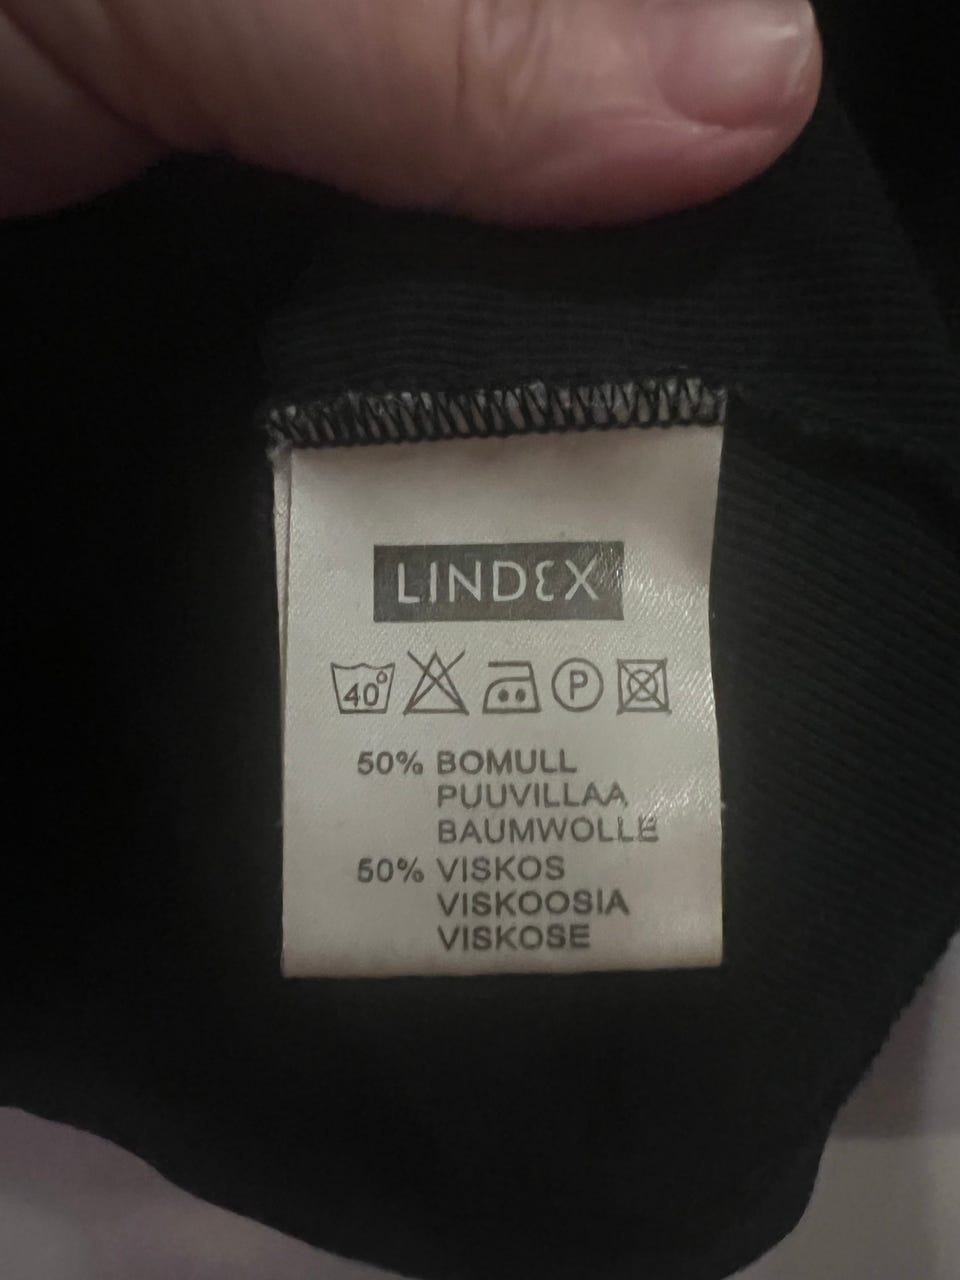 LINDEX
40° P
50% BOMULL
PUUVILLAA
BAUMWOLLE
50% VISKOS
VISKOOSIA
VISKOSE